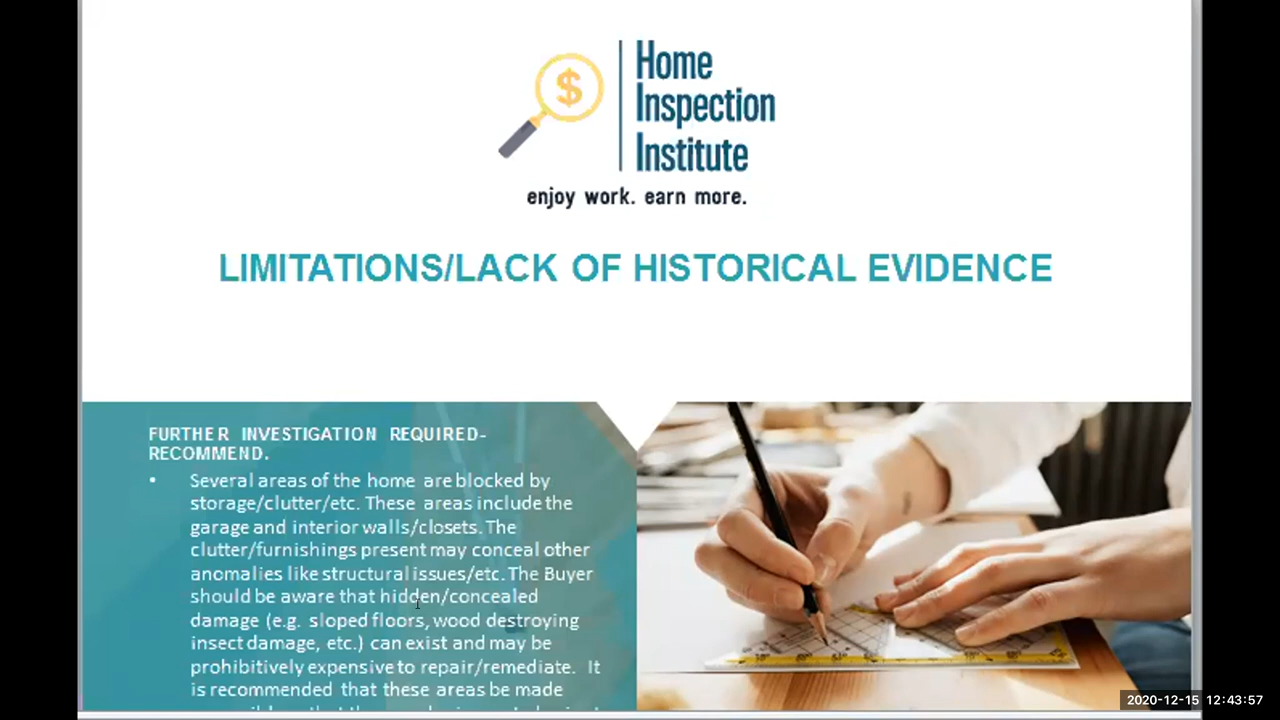 Home
Inspection
Institute
enjoy work. earn more.
LIMITATIONS/LACK OF HISTORICAL EVIDENCE
FURTHER INVESTIGATION REQUIRED-
RECOMMEND.
• Several areas of the home are blocked by
storage/clutter/etc. These areas include the
garage and interior walls/closets. The
clutter/furnishings present may conceal other
anomalies like structural issues/etc. The Buyer
should be aware that hidden/concealed
damage (e.g. sloped floors, wood destroying
insect damage, etc.) can exist and may be
prohibitively expensive to repair/remediate. It
is recommended that these areas be made
2020-12-15 12:43:57